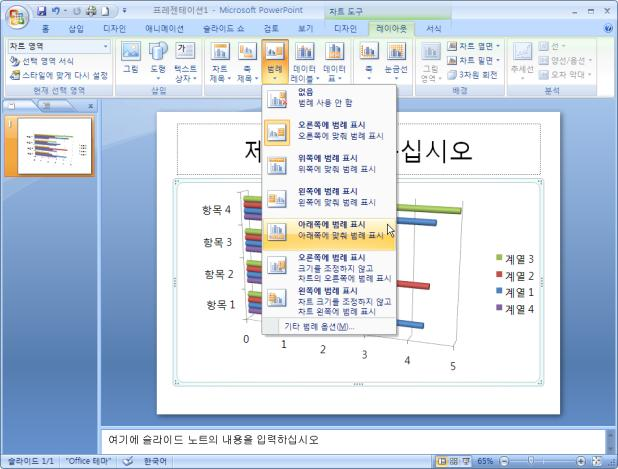 프레젠테이션1 - Microsoft PowerPoint
차트 도구
홈 삽입 디자인 애니메이션 슬라이드 쇼 검토 보기 디자인 레이아웃 서식
차트 영역
선택 영역 서식
스타일에 맞게 다시 설정
현재 선택 영역
그림
도형
텍스트
상자
삽입
차트
제목
축
제목
범례
데이터
레이블
데이터
표
축
눈금선
그림
영역
차트 옆면
차트 밑면
3차원 회전
배경
추세선
선
양선/음선
오차 막대
분석
없음
범례 사용 안 함
오른쪽에 범례 표시
오른쪽에 맞춰 범례 표시
위쪽에 범례 표시
위쪽에 맞춰 범례 표시
왼쪽에 범례 표시
왼쪽에 맞춰 범례 표시
아래쪽에 범례 표시
아래쪽에 맞춰 범례 표시
오른쪽에 범례 표시
크기를 조정하지 않고
차트의 오른쪽에 범례 표시
왼쪽에 범례 표시
차트 크기를 조정하지 않고
차트 왼쪽에 범례 표시
기타 범례 옵션(M)...
1
제
십시오
항목 4
항목 3
항목 2
항목 1
0 1 2 3 4 5
계열 3
계열 2
계열 1
계열 4
여기에 슬라이드 노트의 내용을 입력하십시오
슬라이드 1/1 "Office 테마" 한국어 65%